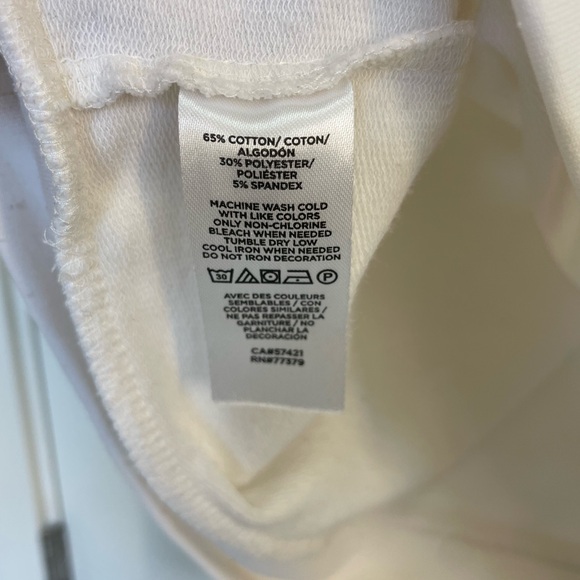 65% COTTON/ COTON/
ALGODÓN
30% POLYESTER/
POLIÉSTER
5% SPANDEX
MACHINE WASH COLD
WITH LIKE COLORS
ONLY NON-CHLORINE
BLEACH WHEN NEEDED
TUMBLE DRY LOW
COOL IRON WHEN NEEDED
DO NOT IRON DECORATION
30 P
AVEC DES COULEURS
SEMBLABLES / CON
COLORES SIMILARES /
NE PAS REPASSER LA
GARNITURE / NO
PLANCHAR LA
DECORACIÓN
CA#57421
RN#77379